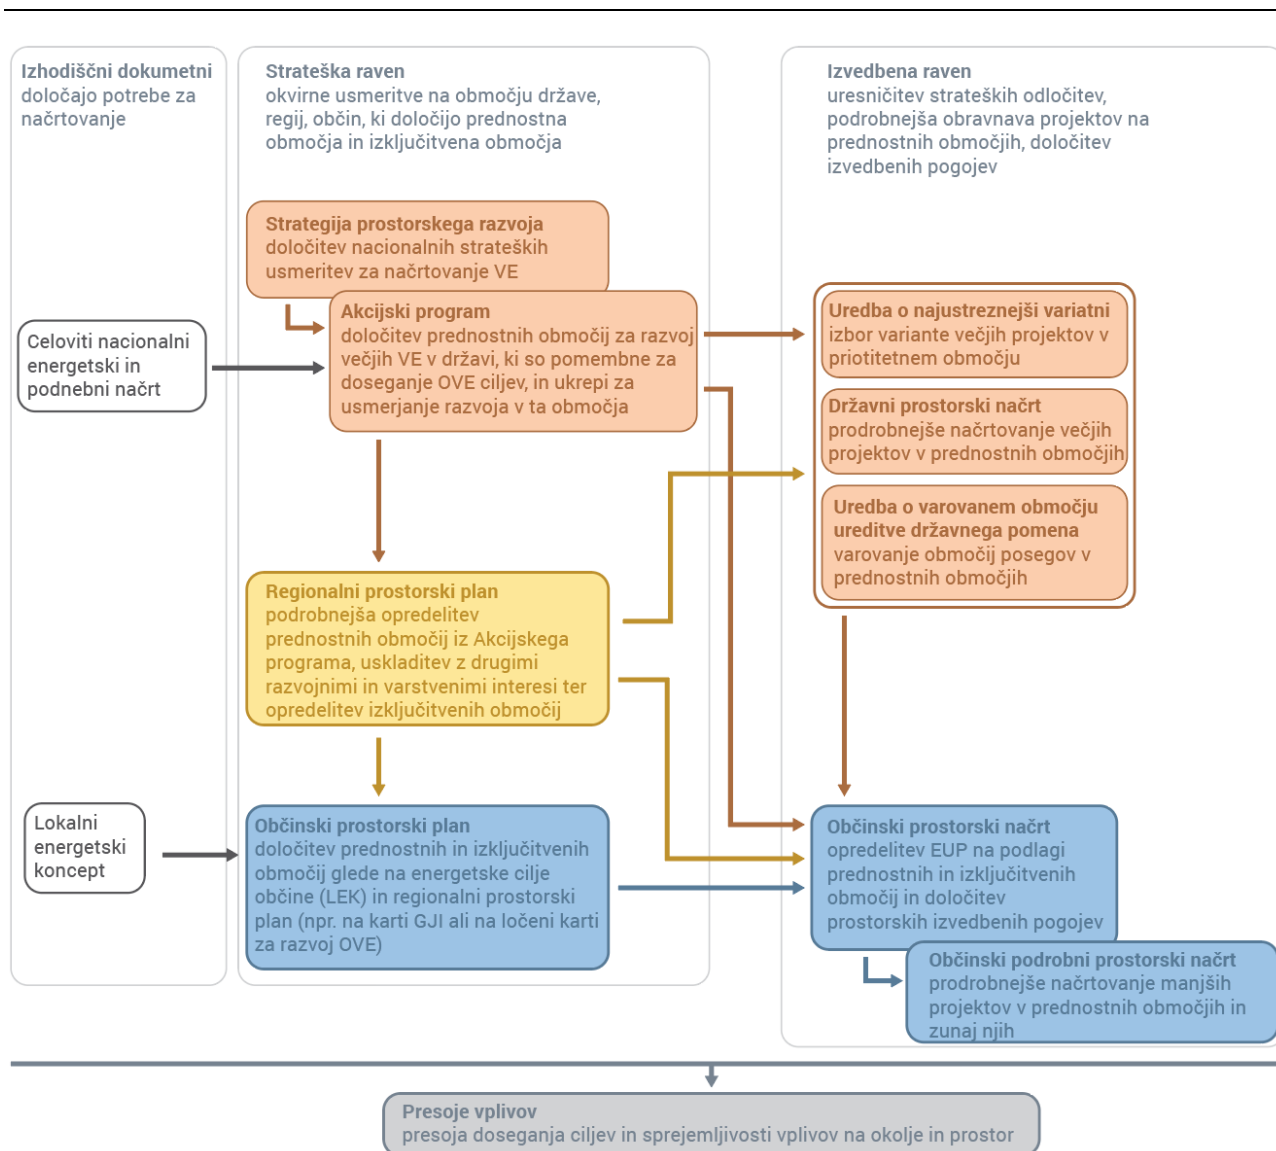 Izhodiščni dokumetni
določajo potrebe za
načrtovanje
Strateška raven
okvirne usmeritve na območju države,
regij, občin, ki določijo prednostna
območja in izključitvena območja
Izvedbena raven
uresničitev strateških odločitev,
podrobnejša obravnava projektov na
prednostnih območjih, določitev
izvedbenih pogojev
Strategija prostorskega razvoja
določitev nacionalnih strateških
usmeritev za načrtovanje VE
Akcijski program
določitev prednostnih območij za razvoj
večjih VE v državi, ki so pomembne za
doseganje OVE ciljev, in ukrepi za
usmerjanje razvoja v ta območja
Celoviti nacionalni
energetski in
podnebni načrt
Uredba o najustreznejši variatni
izbor variante večjih projektov v
priotitetnem območju
Državni prostorski načrt
prodrobnejše načrtovanje večjih
projektov v prednostnih območjih
Uredba o varovanem območju
ureditve državnega pomena
varovanje območij posegov v
prednostnih območjih
Regionalni prostorski plan
podrobnejša opredelitev
prednostnih območij iz Akcijskega
programa, uskladitev z drugimi
razvojnimi in varstvenimi interesi ter
opredelitev izključitvenih območij
Lokalni
energetski
koncept
Občinski prostorski plan
določitev prednostnih in izključitvenih
območij glede na energetske cilje
občine (LEK) in regionalni prostorski
plan (npr. na karti GJI ali na ločeni karti
za razvoj OVE)
Občinski prostorski načrt
opredelitev EUP na podlagi
prednostnih in izključitvenih
območij in določitev
prostorskih izvedbenih pogojev
Občinski podrobni prostorski načrt
prodrobnejše načrtovanje manjših
projektov v prednostnih območjih in
zunaj njih
Presoje vplivov
presoja doseganja ciljev in sprejemljivosti vplivov na okolje in prostor